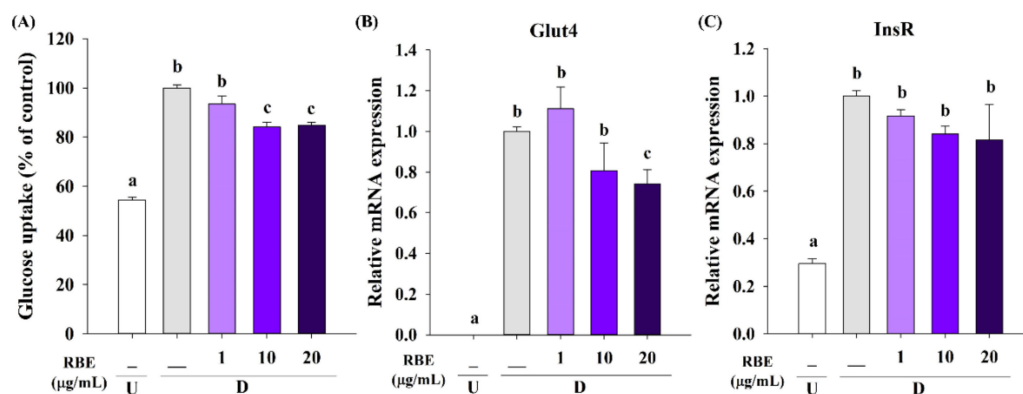 (A)
Glucose uptake (% of control)
120
100
80
60
40
20
0
a
b
b
c
c
RBE
(μg/mL)
–
—
1
10
20
U
D
(B)
Glut4
Relative mRNA expression
1.4
1.2
1.0
0.8
0.6
0.4
0.2
0.0
a
b
b
b
c
RBE
(μg/mL)
–
—
1
10
20
U
D
(C)
InsR
Relative mRNA expression
1.2
1.0
0.8
0.6
0.4
0.2
0.0
a
b
b
b
b
RBE
(μg/mL)
–
—
1
10
20
U
D